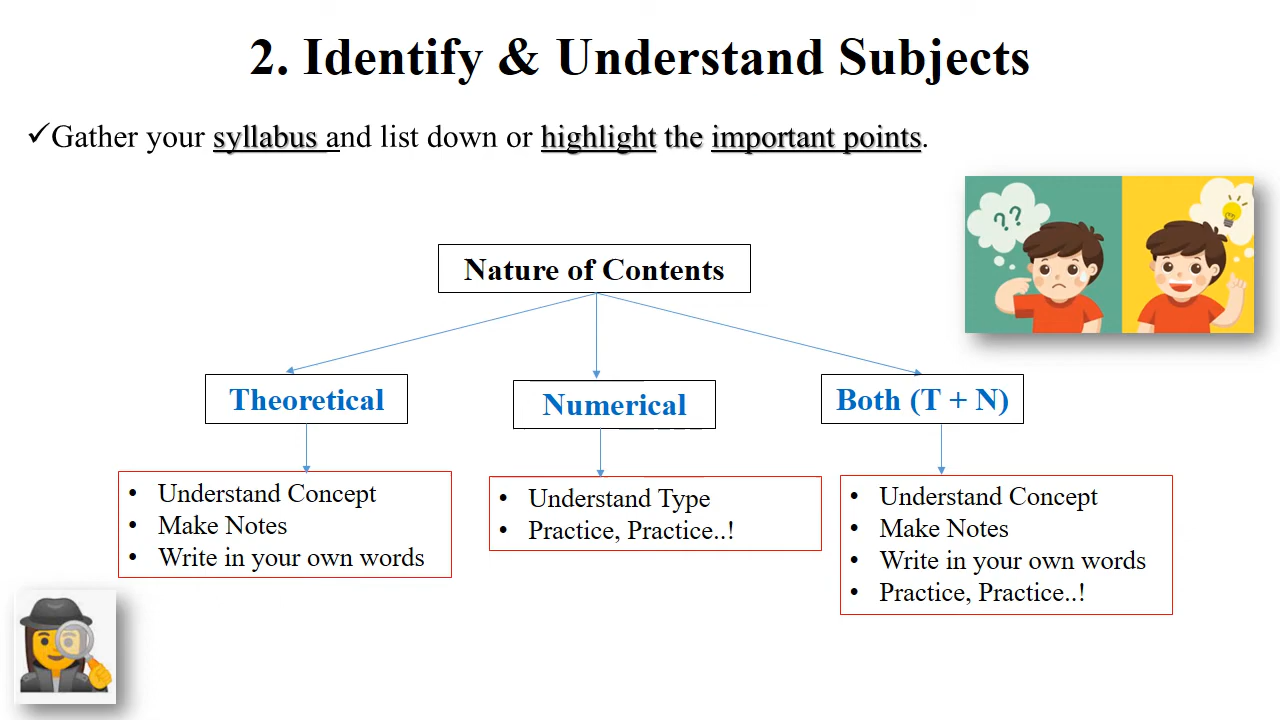 2. Identify & Understand Subjects
✓Gather your syllabus and list down or highlight the important points.
??
Nature of Contents
Theoretical
Numerical
Both (T + N)
• Understand Concept
• Make Notes
• Write in your own words
• Understand Type
• Practice, Practice..!
• Understand Concept
• Make Notes
• Write in your own words
• Practice, Practice..!